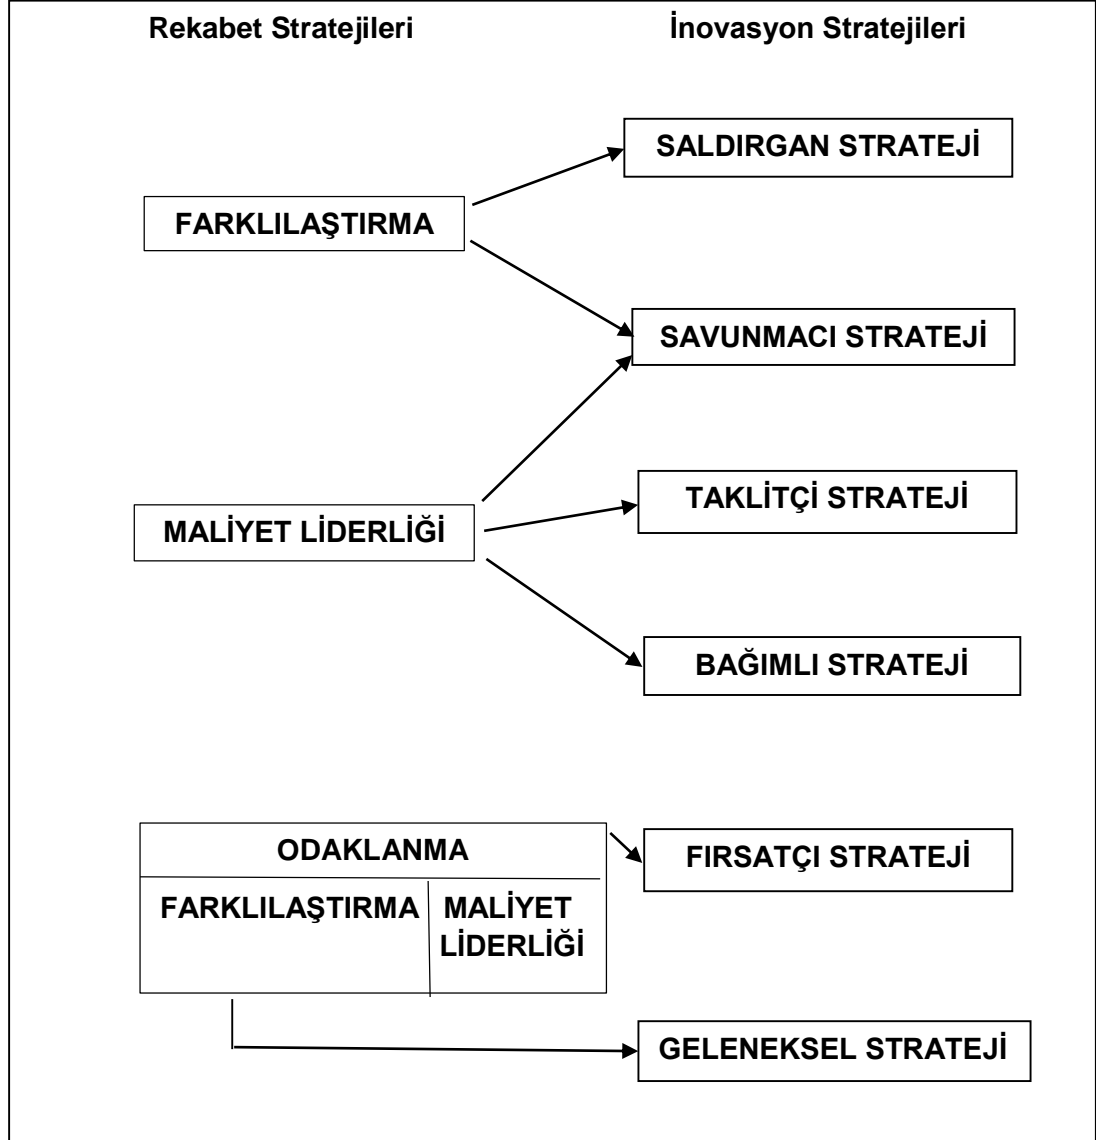 Rekabet Stratejileri
İnovasyon Stratejileri
SALDIRGAN STRATEJİ
FARKLILAŞTIRMA
SAVUNMACI STRATEJİ
TAKLİTÇİ STRATEJİ
MALİYET LİDERLİĞİ
BAĞIMLI STRATEJİ
ODAKLANMA
FIRSATÇI STRATEJİ
FARKLILAŞTIRMA
MALİYET
LİDERLİĞİ
GELENEKSEL STRATEJİ